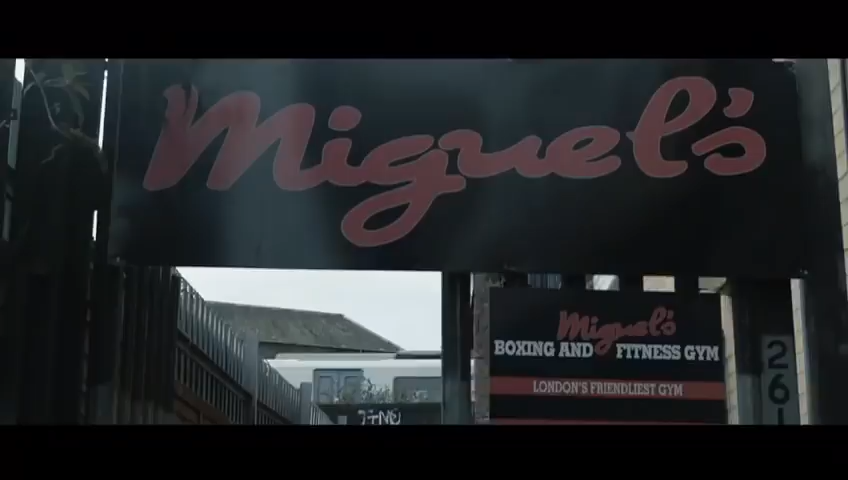 Miguel's
Miguel's
BOXING AND FITNESS GYM
LONDON'S FRIENDLIEST GYM
261